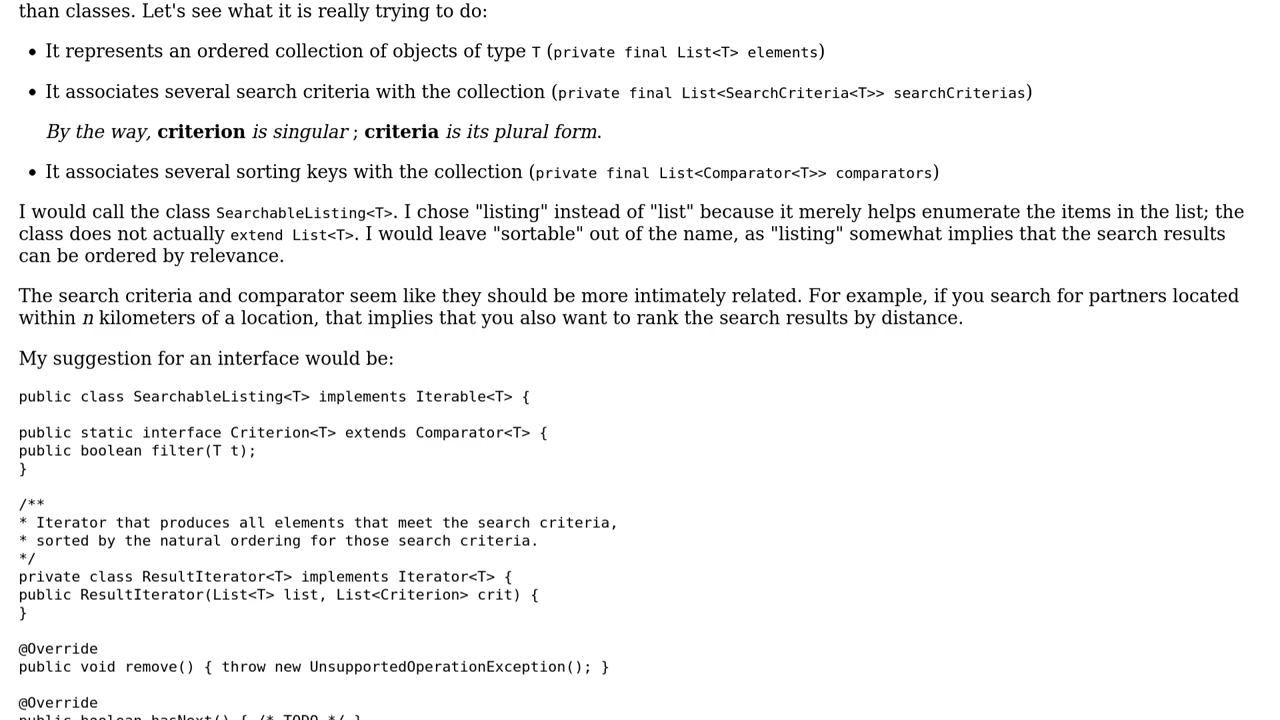 than classes. Let's see what it is really trying to do:
• It represents an ordered collection of objects of type T (private final List<T> elements)
• It associates several search criteria with the collection (private final List<SearchCriteria<T>> searchCriterias)
By the way, criterion is singular ; criteria is its plural form.
• It associates several sorting keys with the collection (private final List<Comparator<T>> comparators)
I would call the class SearchableListing<T>. I chose "listing" instead of "list" because it merely helps enumerate the items in the list; the
class does not actually extend List<T>. I would leave "sortable" out of the name, as "listing" somewhat implies that the search results
can be ordered by relevance.
The search criteria and comparator seem like they should be more intimately related. For example, if you search for partners located
within n kilometers of a location, that implies that you also want to rank the search results by distance.
My suggestion for an interface would be:
public class SearchableListing<T> implements Iterable<T> {
public static interface Criterion<T> extends Comparator<T> {
public boolean filter(T t);
}
/**
* Iterator that produces all elements that meet the search criteria,
* sorted by the natural ordering for those search criteria.
*/
private class ResultIterator<T> implements Iterator<T> {
public ResultIterator(List<T> list, List<Criterion> crit) {
}
@Override
public void remove() { throw new UnsupportedOperationException(); }
@Override
public boolean hasNext() { /* TODO */ }